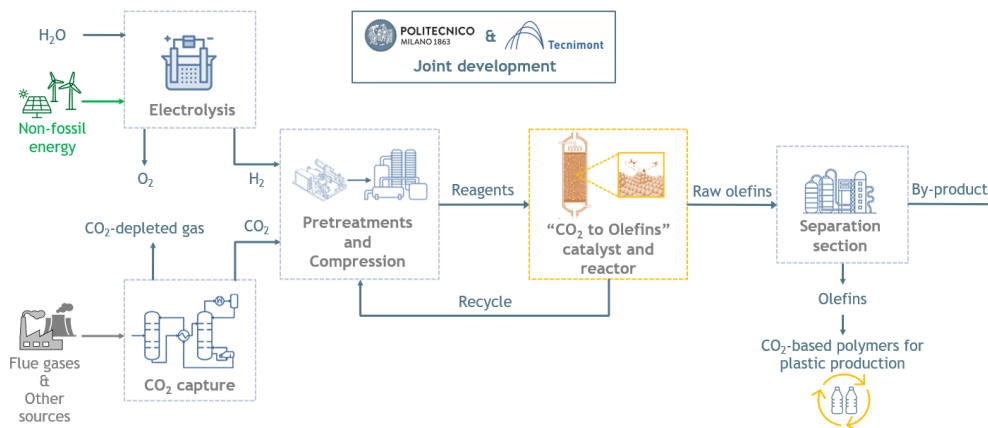 H₂O
Non-fossil
energy
Electrolysis
O₂
H₂
POLITECNICO
MILANO 1863
&
Tecnimont
Joint development
CO₂-depleted gas
CO₂
Flue gases
&
Other
sources
CO₂ capture
Pretreatments
and
Compression
Reagents
Recycle
“CO₂ to Olefins”
catalyst and
reactor
Raw olefins
Separation
section
By-product
Olefins
CO₂-based polymers for
plastic production